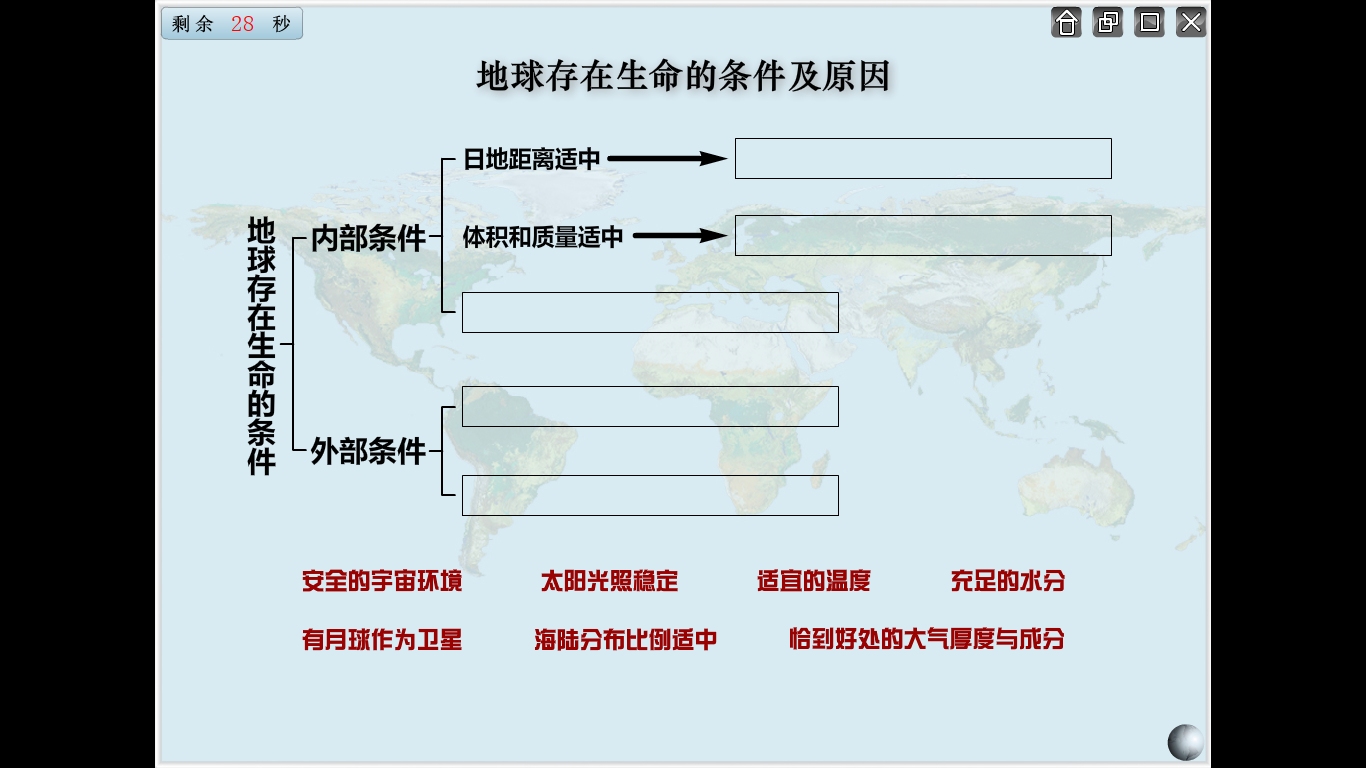 剩余 28 秒
地球存在生命的条件及原因
日地距离适中
内部条件
体积和质量适中
地球存在生命的条件
外部条件
安全的宇宙环境 太阳光照稳定 适宜的温度 充足的水分
有月球作为卫星 海陆分布比例适中 恰到好处的大气厚度与成分